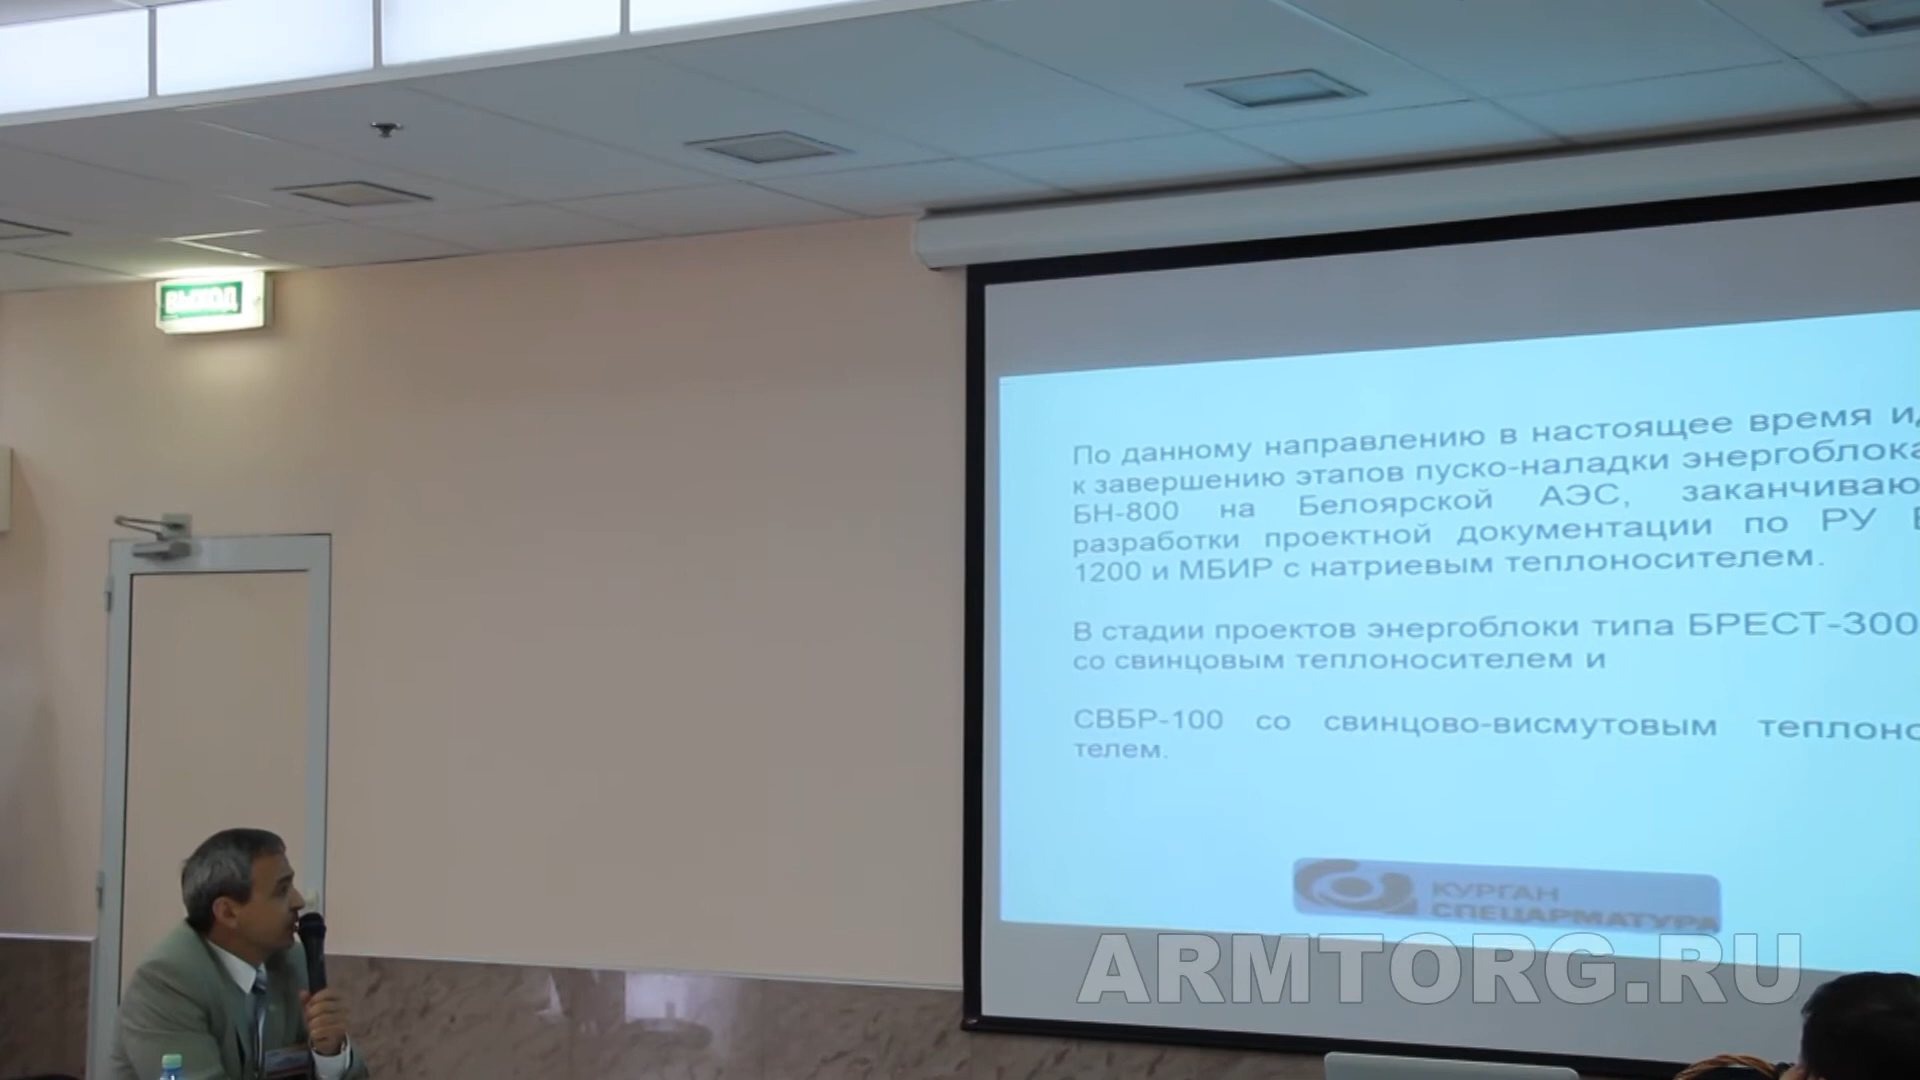 ВЫХОД
По данному направлению в настоящее время ид
к завершению этапов пуско-наладки энергоблока
БН-800 на Белоярской АЭС, заканчиваю
разработки проектной документации по РУ
1200 и МБИР с натриевым теплоносителем.
В стадии проектов энергоблоки типа БРЕСТ-300
со свинцовым теплоносителем и
СВБР-100 со свинцово-висмутовым теплоно
телем.
КУРГАН
СПЕЦАРМАТУРА
ARMTORG.RU